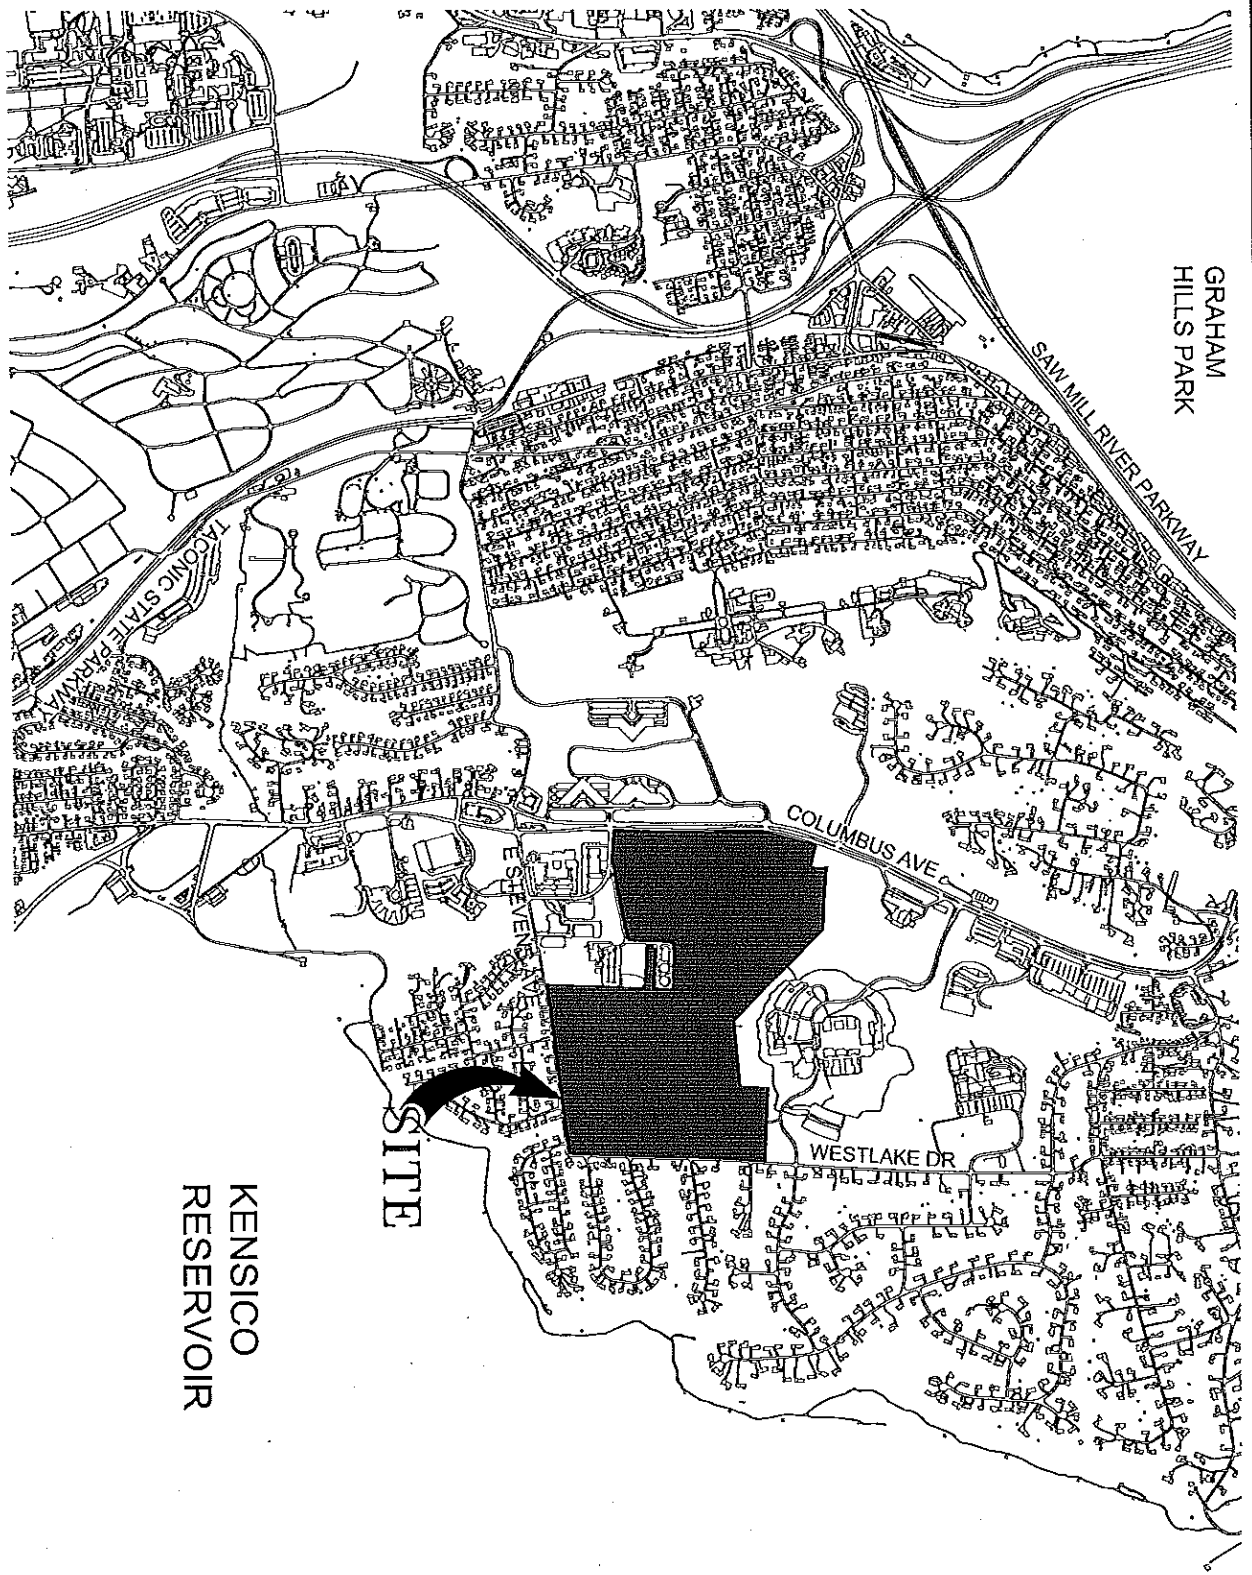 GRAHAM
HILLS PARK
SAW MILL RIVER PARKWAY
TACONIC STATE PARKWAY
COLUMBUS AVE
E STEVENS AVE
WESTLAKE DR
SITE
KENSICO
RESERVOIR